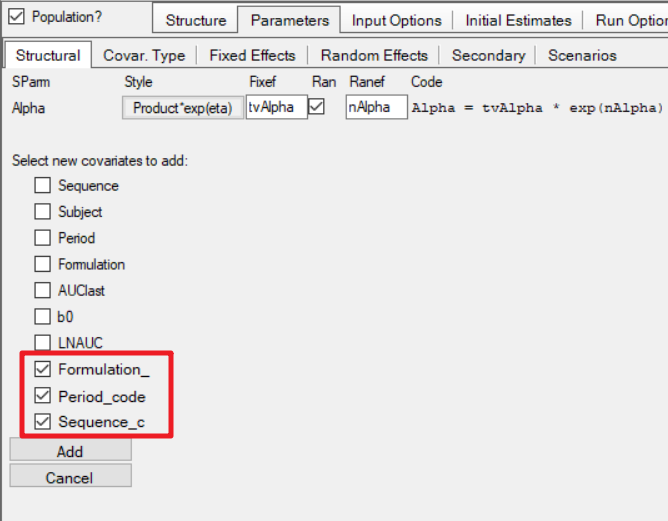 Population?
Structure Parameters Input Options Initial Estimates Run Option
Structural Covar. Type Fixed Effects Random Effects Secondary Scenarios
SParm Style Fixef Ran Ranef Code
Alpha Product*exp(eta) tvAlpha nAlpha Alpha = tvAlpha * exp(nAlpha)
Select new covariates to add:
Sequence
Subject
Period
Formulation
AUClast
b0
LNAUC
Formulation_
Period_code
Sequence_c
Add
Cancel